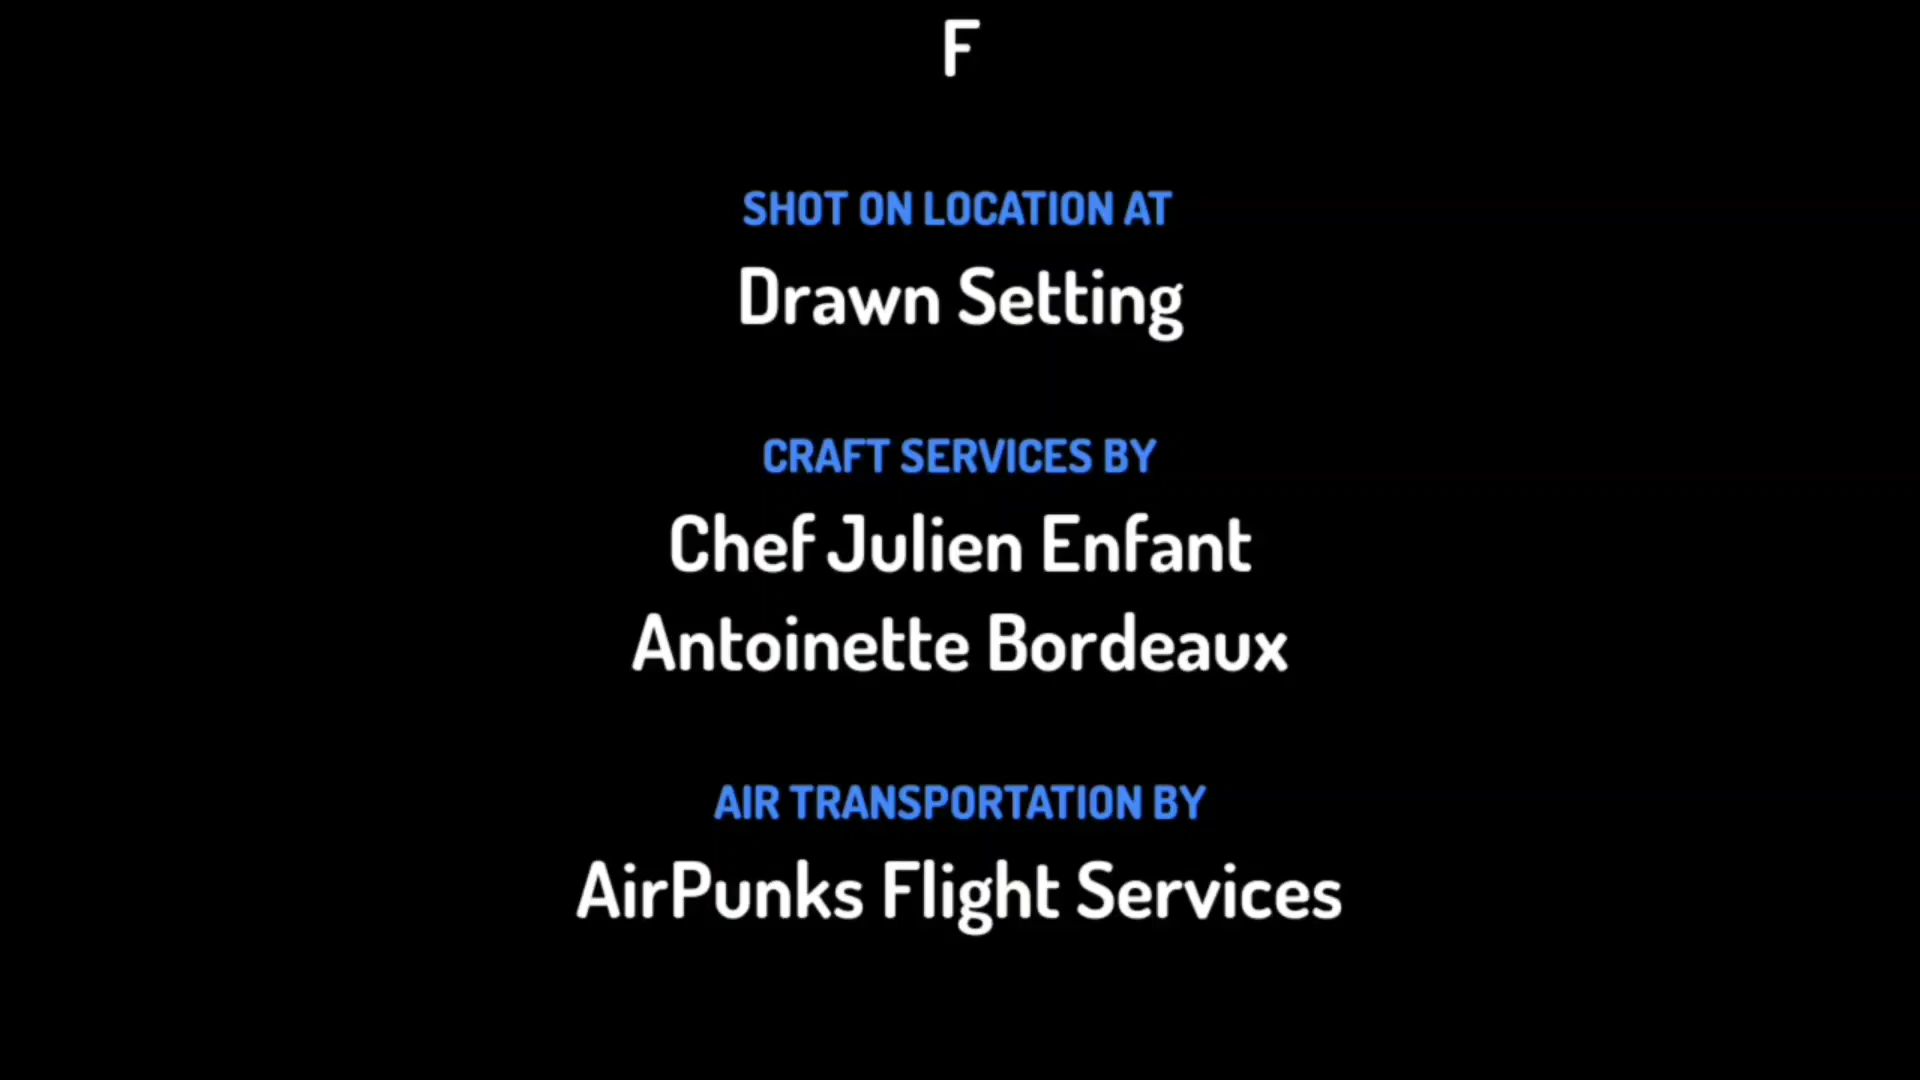 F
SHOT ON LOCATION AT
Drawn Setting
CRAFT SERVICES BY
Chef Julien Enfant
Antoinette Bordeaux
AIR TRANSPORTATION BY
AirPunks Flight Services